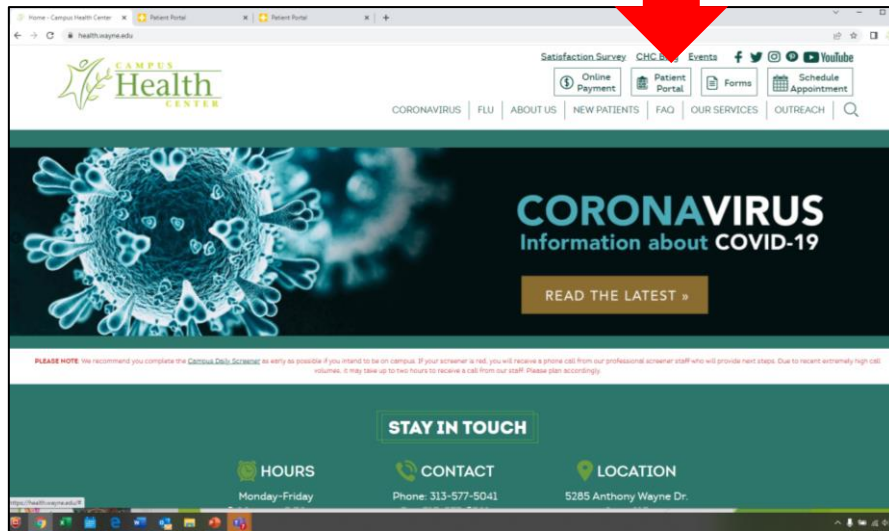 Home - Campus Health Center
Patient Portal
Patient Portal
health.wayne.edu
Satisfaction Survey CHC Events YouTube
CAMPUS
Health
CENTER
Online Payment
Patient Portal
Forms
Schedule Appointment
CORONAVIRUS FLU ABOUT US NEW PATIENTS FAQ OUR SERVICES OUTREACH
CORONAVIRUS
Information about COVID-19
READ THE LATEST »
PLEASE NOTE: We recommend you complete the Campus Daily Screener as early as possible if you intend to be on campus. If your screener is red, you will receive a phone call from our professional screener staff who will provide next steps. Due to recent extremely high call
volumes, it may take up to two hours to receive a call from our staff. Please plan accordingly.
STAY IN TOUCH
HOURS
CONTACT
LOCATION
Monday-Friday
Phone: 313-577-5041
5285 Anthony Wayne Dr.
https://health.wayne.edu/#